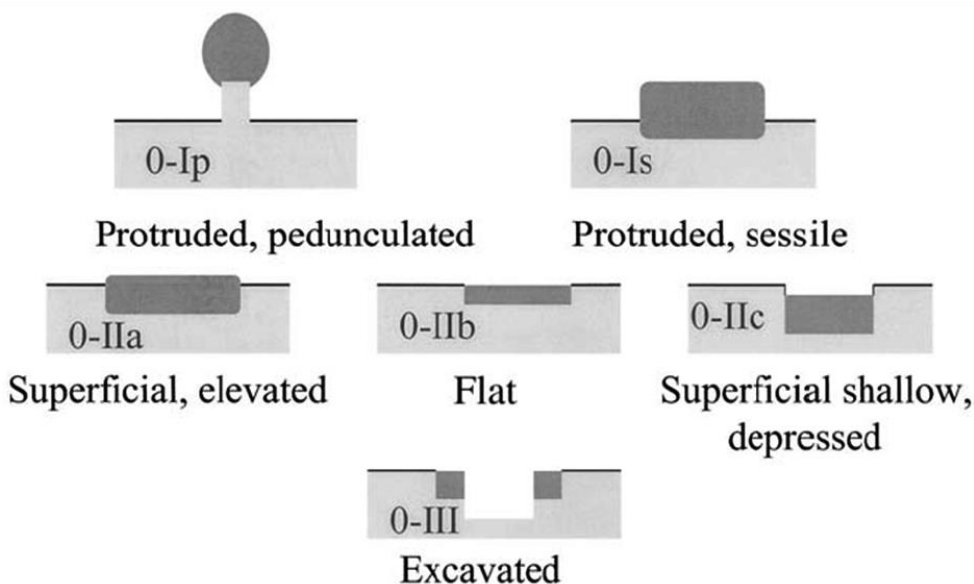 0-Ip
0-Is
Protruded, pedunculated
Protruded, sessile
0-IIa
0-IIb
0-IIc
Superficial, elevated
Flat
Superficial shallow,
depressed
0-III
Excavated